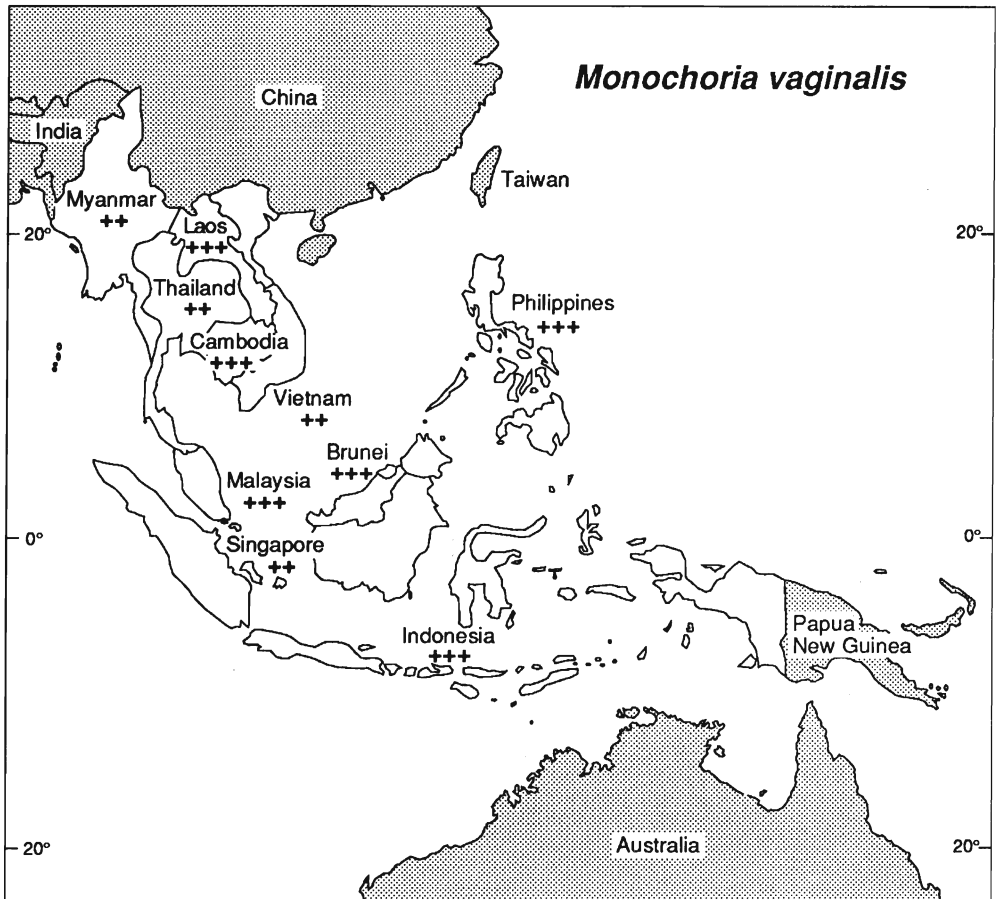 Monochoria vaginalis
China
India
Taiwan
Myanmar
++
Laos
+++
20°
20°
Thailand
++
Philippines
+++
Cambodia
+++
Vietnam
++
Brunei
+++
Malaysia
+++
0°
0°
Singapore
++
Indonesia
+++
Papua
New Guinea
Australia
20°
20°